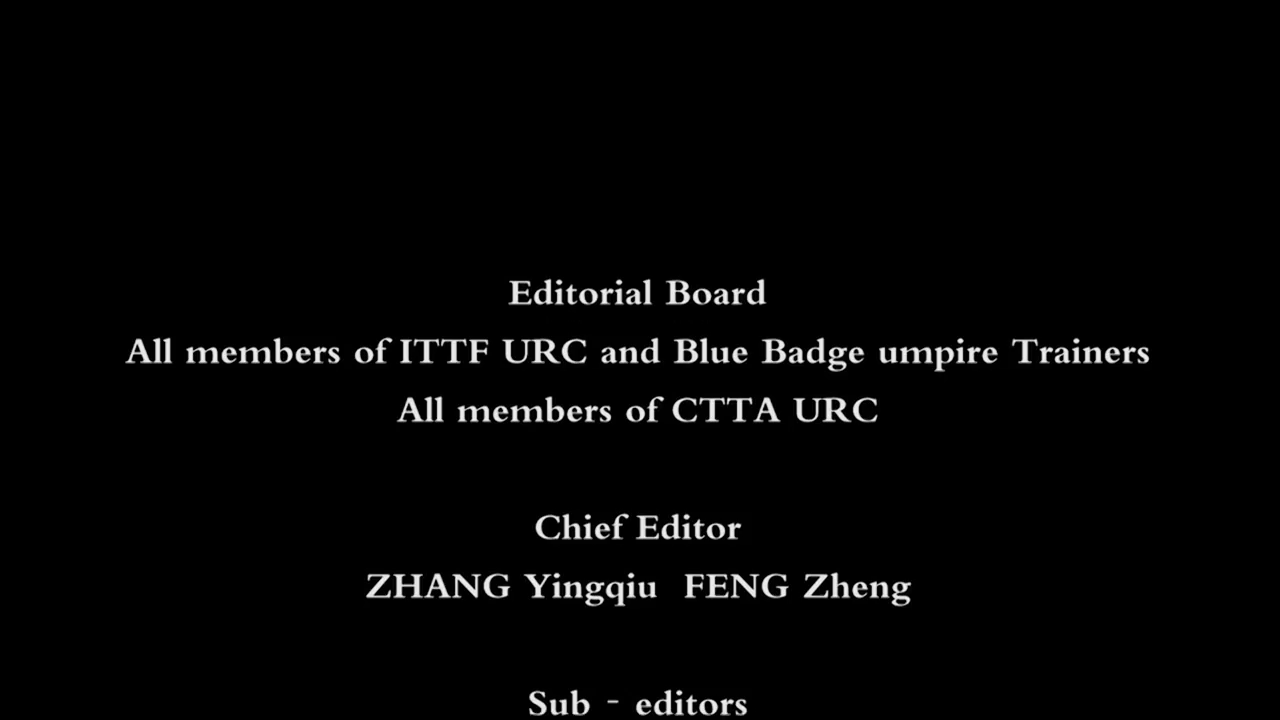 Editorial Board
All members of ITTF URC and Blue Badge umpire Trainers
All members of CTTA URC
Chief Editor
ZHANG Yingqiu FENG Zheng
Sub - editors